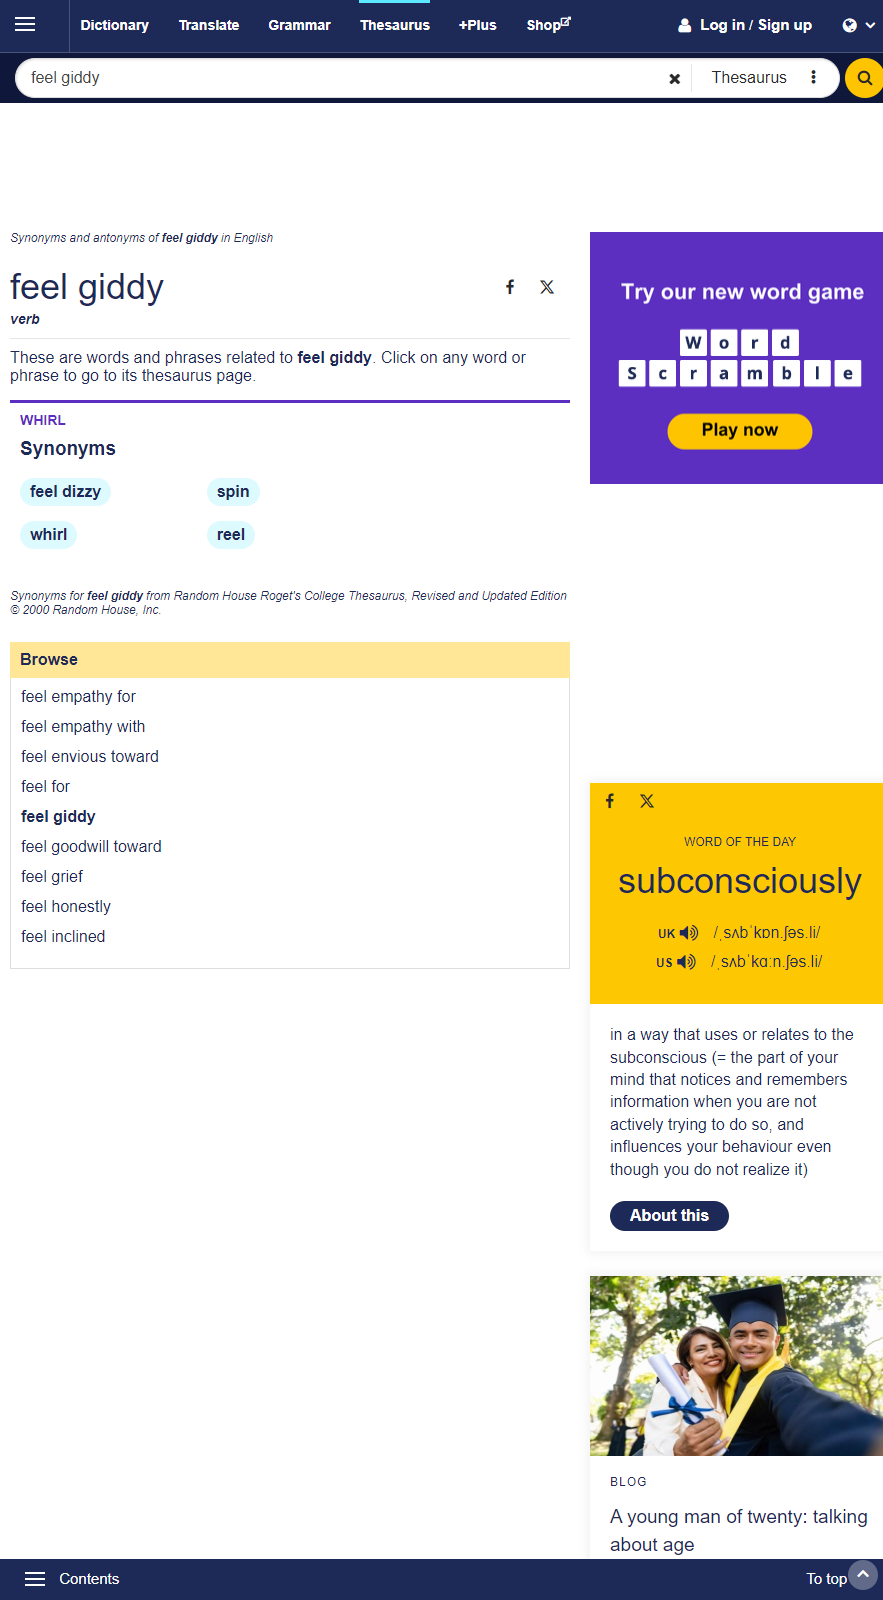 Dictionary Translate Grammar Thesaurus +Plus Shop Log in / Sign up
feel giddy Thesaurus
Synonyms and antonyms of feel giddy in English
feel giddy
verb
These are words and phrases related to feel giddy. Click on any word or
phrase to go to its thesaurus page.
WHIRL
Synonyms
feel dizzy spin
whirl reel
Synonyms for feel giddy from Random House Roget's College Thesaurus, Revised and Updated Edition
© 2000 Random House, Inc.
Browse
feel empathy for
feel empathy with
feel envious toward
feel for
feel giddy
feel goodwill toward
feel grief
feel honestly
feel inclined
Try our new word game
Word
Scramble
Play now
WORD OF THE DAY
subconsciously
UK /ˌsʌbˈkɒn.ʃəs.li/
US /ˌsʌbˈkɑːn.ʃəs.li/
in a way that uses or relates to the
subconscious (= the part of your
mind that notices and remembers
information when you are not
actively trying to do so, and
influences your behaviour even
though you do not realize it)
About this
BLOG
A young man of twenty: talking
about age
Contents To top